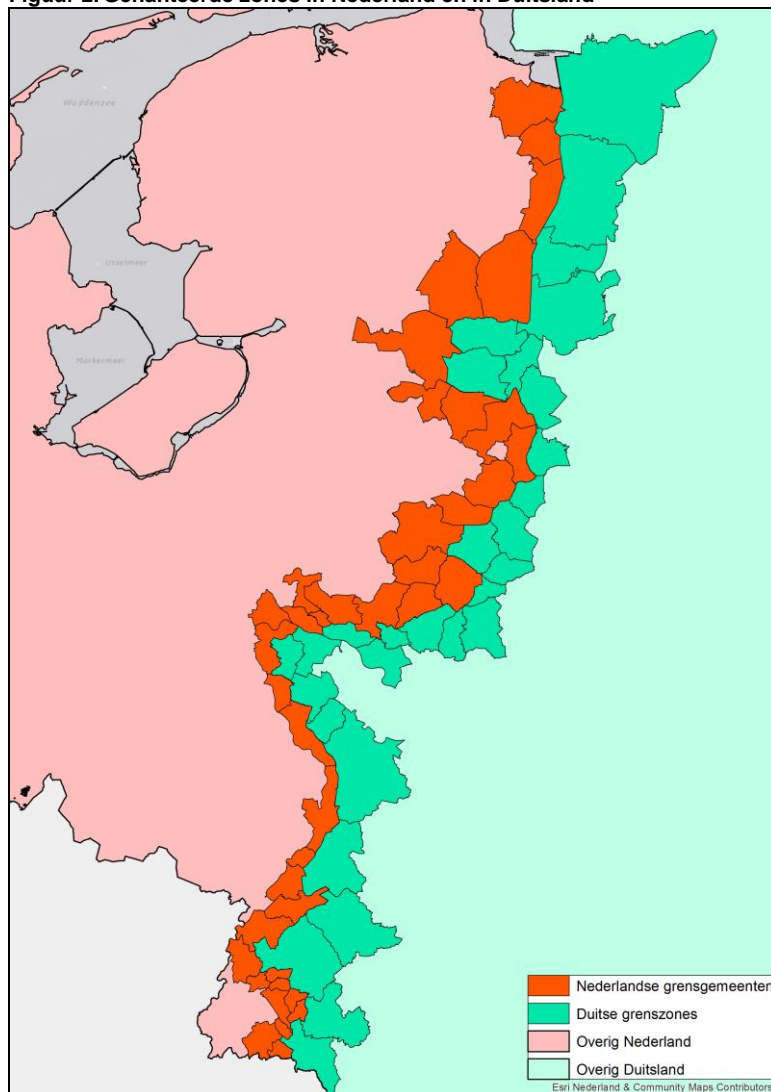 Figuur 2. Gehanteerde zones in Nederland en in Duitsland
Waddenzee
IJsselmeer
Markermeer
Nederlandse grensgemeenten
Duitse grenszones
Overig Nederland
Overig Duitsland
Esri Nederland & Community Maps Contributors